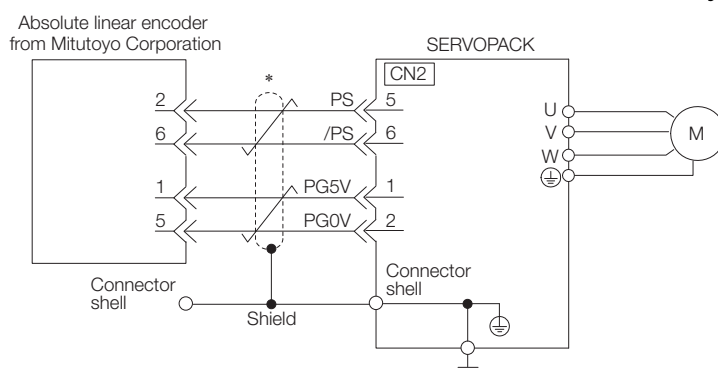 Absolute linear encoder
from Mitutoyo Corporation
SERVOPACK
CN2
*
2 PS 5
6 /PS 6
1 PG5V 1
5 PG0V 2
U
V
W
M
Connector
shell
Connector
shell
Shield